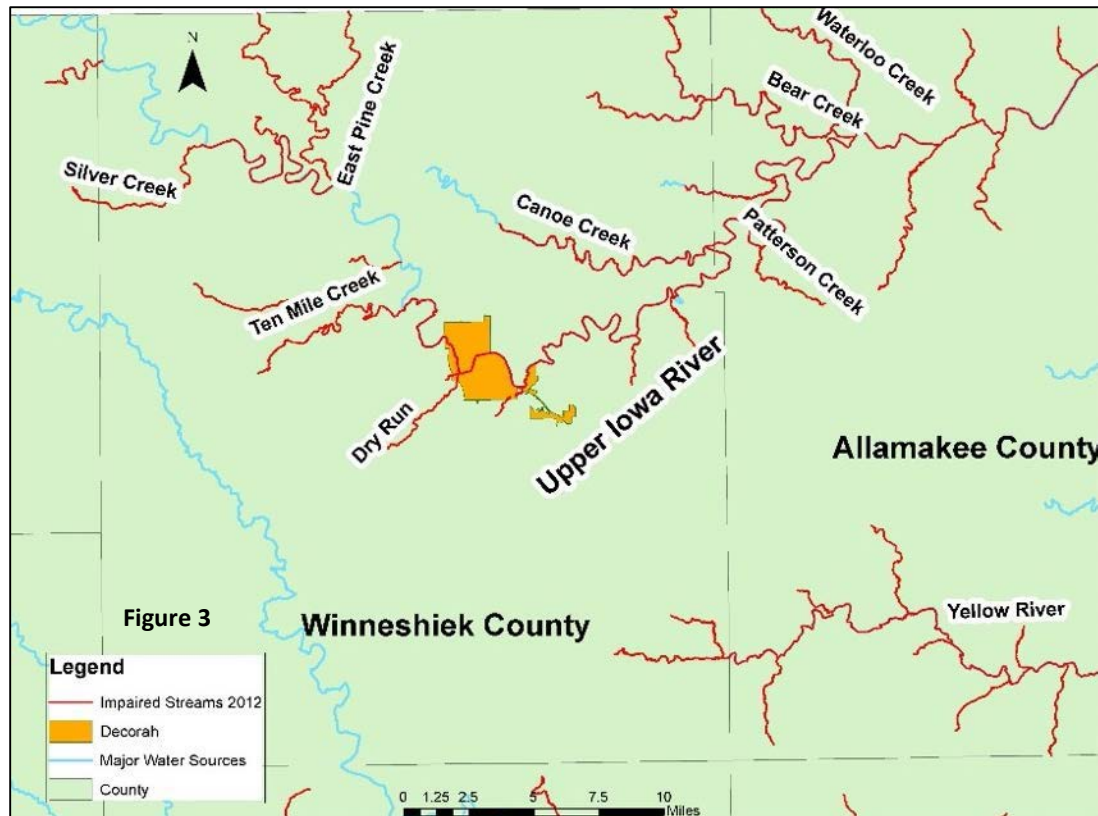 N
Waterloo Creek
Bear Creek
East Pine Creek
Silver Creek
Canoe Creek
Patterson Creek
Ten Mile Creek
Dry Run
Upper Iowa River
Allamakee County
Yellow River
Figure 3
Winneshiek County
Legend
Impaired Streams 2012
Decorah
Major Water Sources
County
0 1.25 2.5 5 7.5 10
Miles